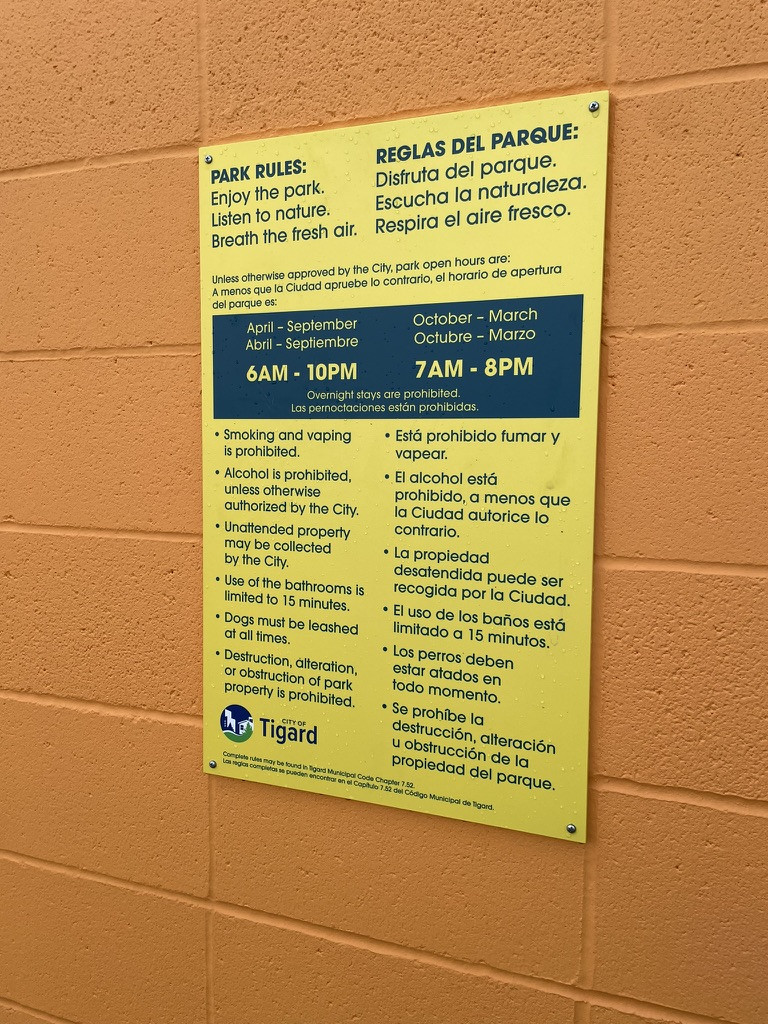 PARK RULES:
Enjoy the park.
Listen to nature.
Breath the fresh air.
REGLAS DEL PARQUE:
Disfruta del parque.
Escucha la naturaleza.
Respira el aire fresco.
Unless otherwise approved by the City, park open hours are:
A menos que la Ciudad apruebe lo contrario, el horario de apertura
del parque es:
April – September
Abril – Septiembre
6AM - 10PM
October – March
Octubre – Marzo
7AM - 8PM
Overnight stays are prohibited.
Las pernoctaciones están prohibidas.
• Smoking and vaping
is prohibited.
• Alcohol is prohibited,
unless otherwise
authorized by the City.
• Unattended property
may be collected
by the City.
• Use of the bathrooms is
limited to 15 minutes.
• Dogs must be leashed
at all times.
• Destruction, alteration,
or obstruction of park
property is prohibited.
• Está prohibido fumar y
vapear.
• El alcohol está
prohibido, a menos que
la Ciudad autorice lo
contrario.
• La propiedad
desatendida puede ser
recogida por la Ciudad.
• El uso de los baños está
limitado a 15 minutos.
• Los perros deben
estar atados en
todo momento.
• Se prohíbe la
destrucción, alteración
u obstrucción de la
propiedad del parque.
CITY OF
Tigard
Complete rules may be found in Tigard Municipal Code Chapter 7.52.
Las reglas completas se pueden encontrar en el Capítulo 7.52 del Código Municipal de Tigard.